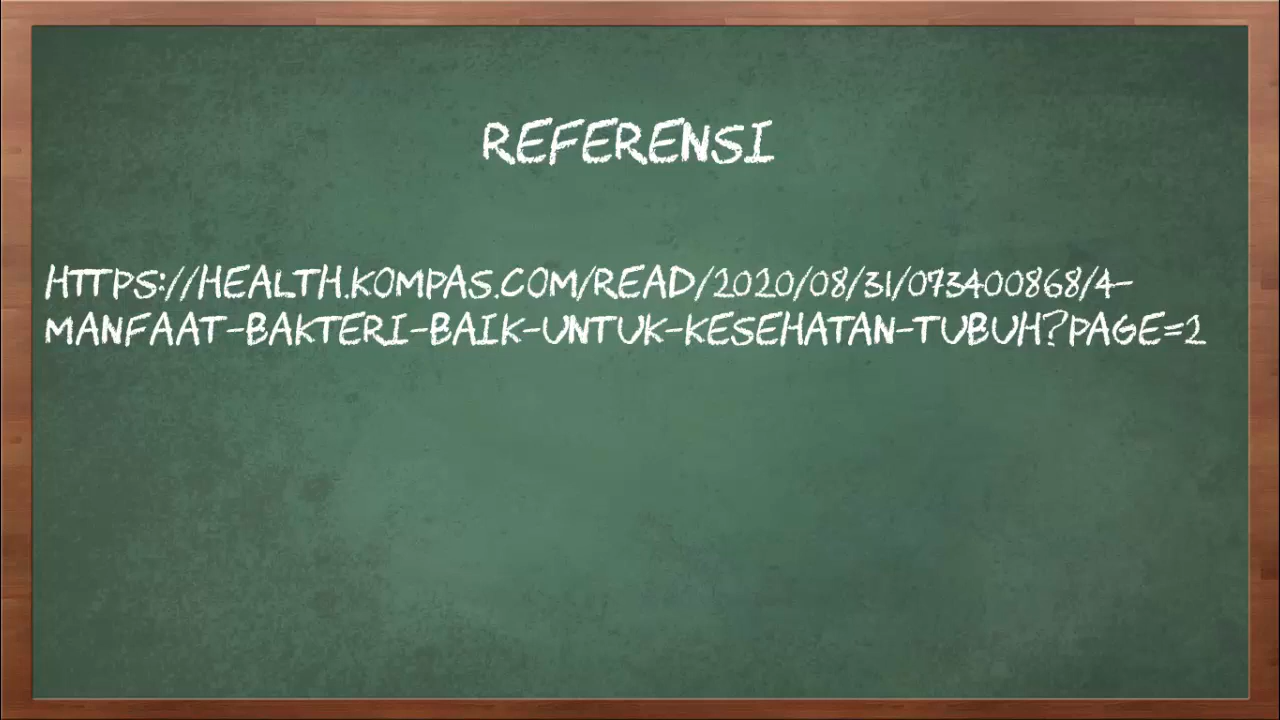 REFERENSI
HTTPS://HEALTH.KOMPAS.COM/READ/2020/08/31/073400868/4-
MANFAAT-BAKTERI-BAIK-UNTUK-KESEHATAN-TUBUH?PAGE=2